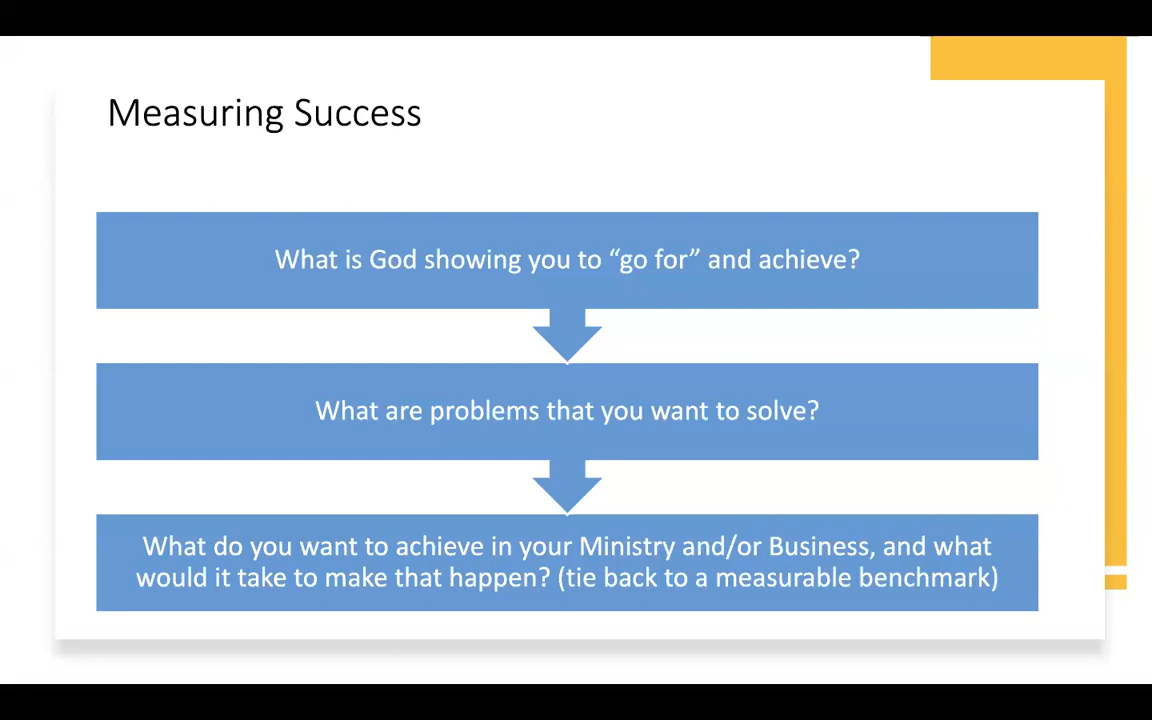 Measuring Success
What is God showing you to “go for” and achieve?
What are problems that you want to solve?
What do you want to achieve in your Ministry and/or Business, and what
would it take to make that happen? (tie back to a measurable benchmark)